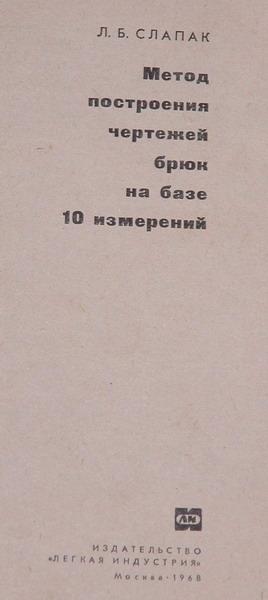 Л. Б. СЛАПАК
Метод
построения
чертежей
брюк
на базе
10 измерений
ЛИ
ИЗДАТЕЛЬСТВО
«ЛЕГКАЯ ИНДУСТРИЯ»
Москва·1968